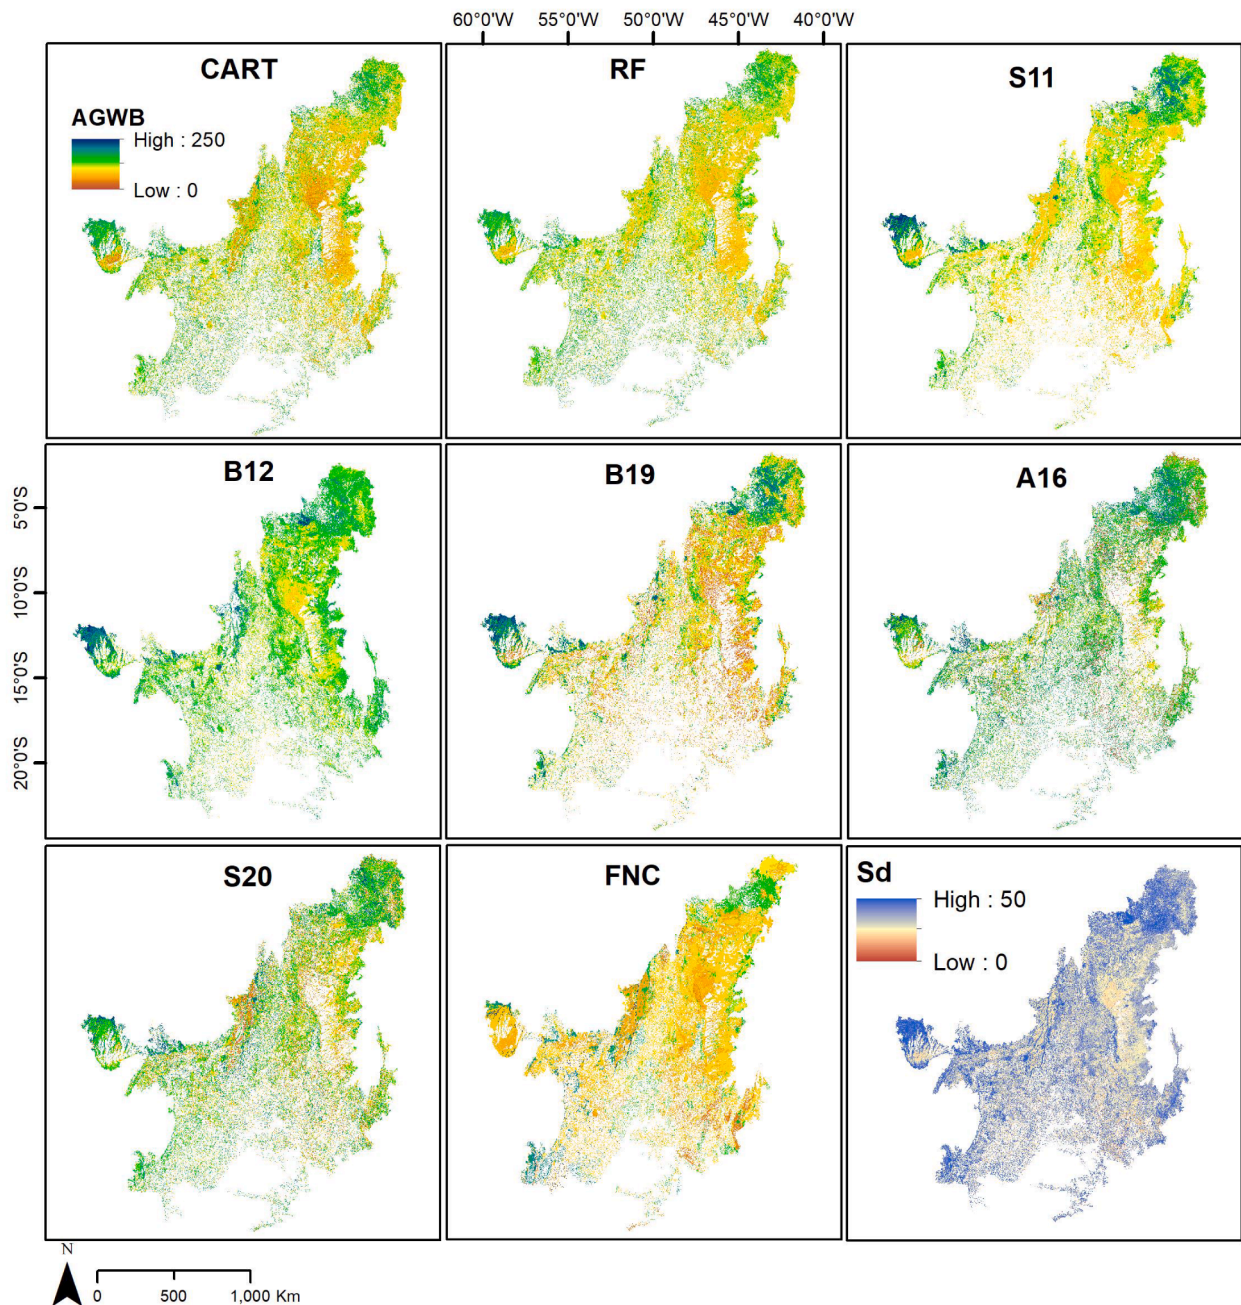 60°0'W 55°0'W 50°0'W 45°0'W 40°0'W
CART
AGWB
High : 250
Low : 0
RF
S11
B12
B19
A16
5°0'S
10°0'S
15°0'S
20°0'S
S20
FNC
Sd
High : 50
Low : 0
N
0 500 1,000 Km